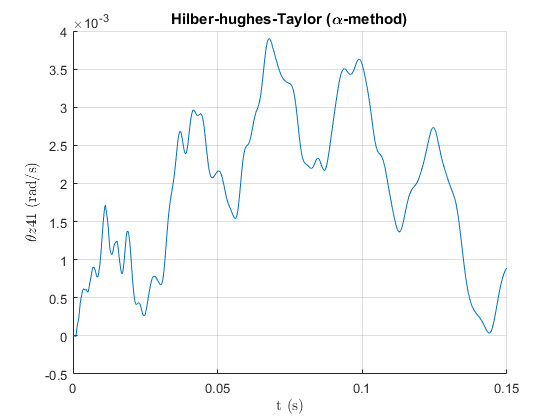 Hilber-hughes-Taylor (α-method)
×10⁻³
4
3.5
3
2.5
2
1.5
1
0.5
0
-0.5
θz41 (rad/s)
0 0.05 0.1 0.15
t (s)